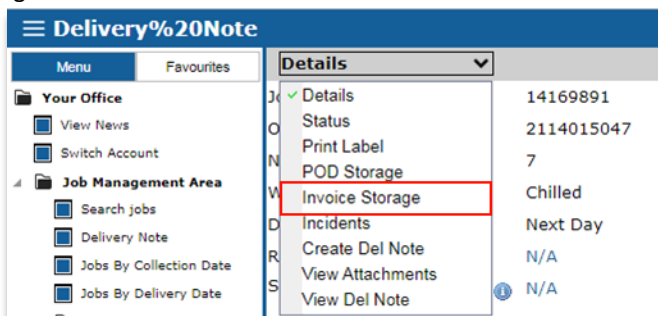 Delivery%20Note
Menu Favourites
Your Office
View News
Switch Account
Job Management Area
Search jobs
Delivery Note
Jobs By Collection Date
Jobs By Delivery Date
Details
Details
Status
Print Label
POD Storage
Invoice Storage
Incidents
Create Del Note
View Attachments
View Del Note
14169891
2114015047
7
Chilled
Next Day
N/A
N/A